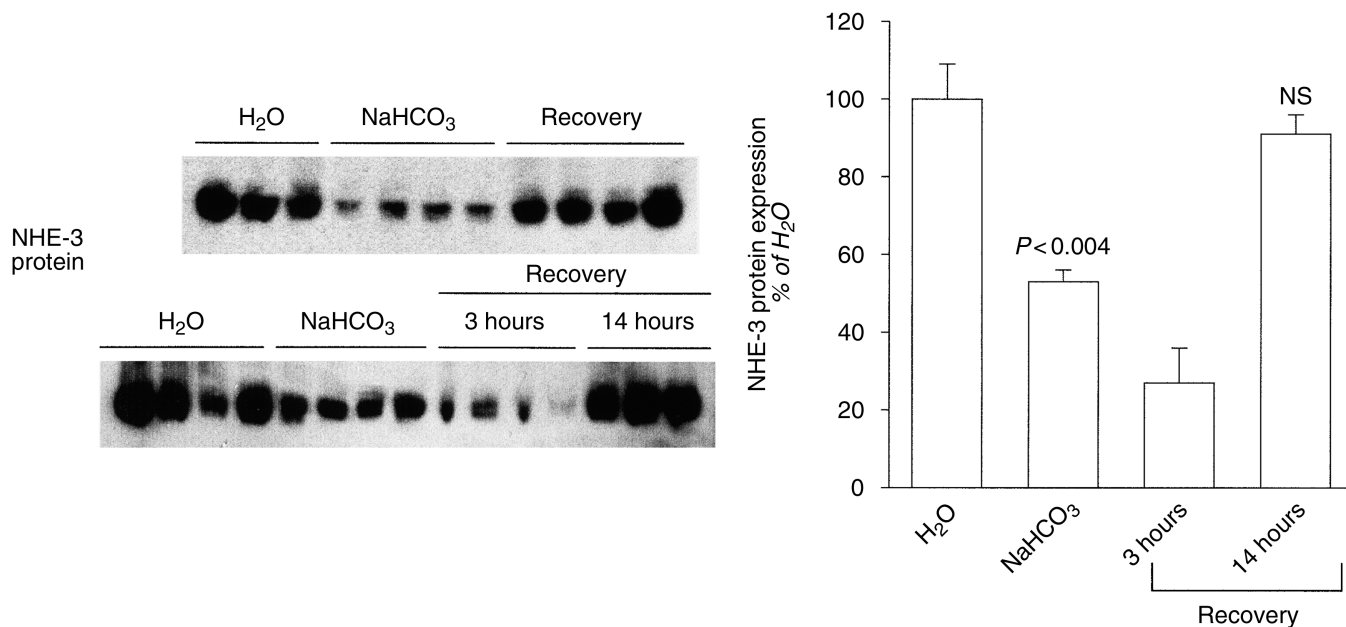 H₂O NaHCO₃ Recovery
NHE-3
protein
Recovery
H₂O NaHCO₃ 3 hours 14 hours
NHE-3 protein expression
% of H₂O
120
100
80
60
40
20
0
P < 0.004
NS
H₂O
NaHCO₃
3 hours
14 hours
Recovery